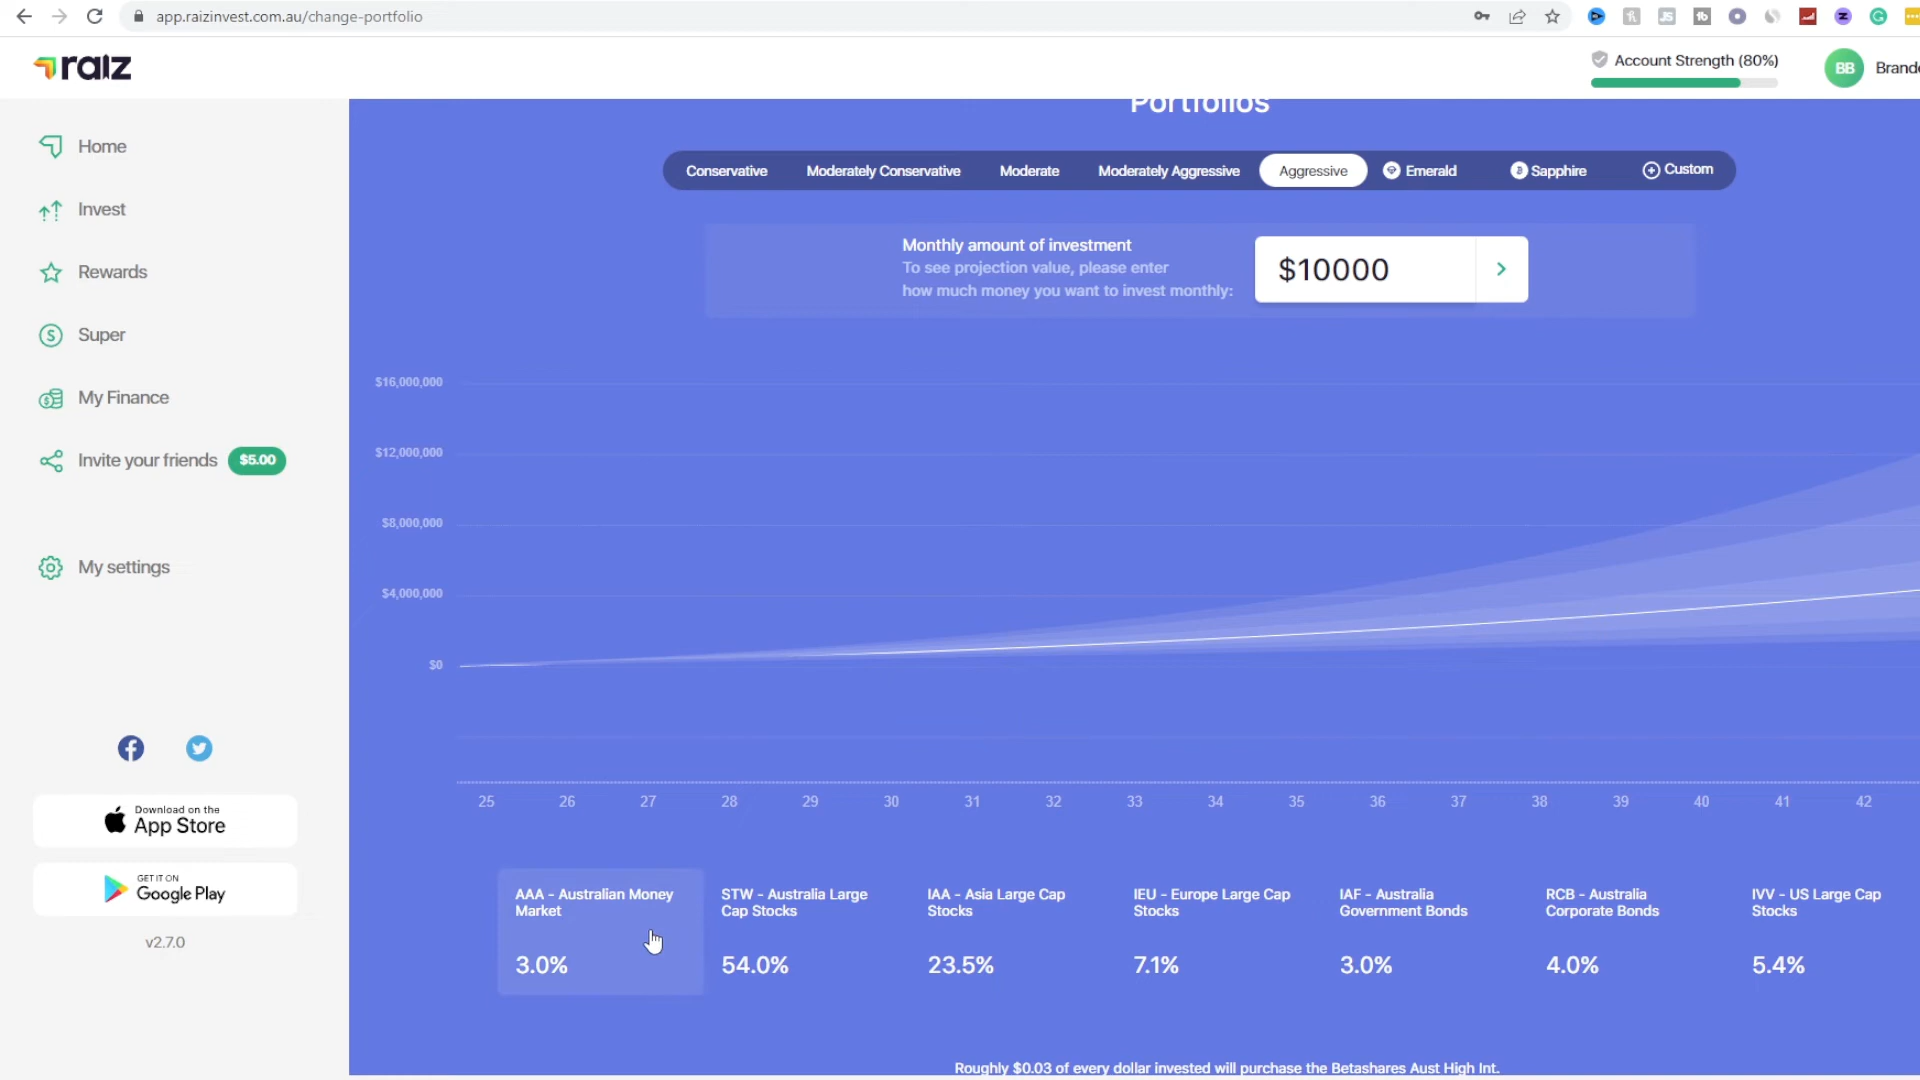 app.raizinvest.com.au/change-portfolio
raiz
Account Strength (80%)
BB
Home
Invest
Rewards
Super
My Finance
Invite your friends $5.00
My settings
Download on the
App Store
GET IT ON
Google Play
v2.7.0
Portfolios
Conservative Moderately Conservative Moderate Moderately Aggressive Aggressive Emerald Sapphire Custom
Monthly amount of investment
To see projection value, please enter
how much money you want to invest monthly:
$10000
$16,000,000
$12,000,000
$8,000,000
$4,000,000
$0
25 26 27 28 29 30 31 32 33 34 35 36 37 38 39 40 41 42
AAA - Australian Money
Market
3.0%
STW - Australia Large
Cap Stocks
54.0%
IAA - Asia Large Cap
Stocks
23.5%
IEU - Europe Large Cap
Stocks
7.1%
IAF - Australia
Government Bonds
3.0%
RCB - Australia
Corporate Bonds
4.0%
IVV - US Large Cap
Stocks
5.4%
Roughly $0.03 of every dollar invested will purchase the Betashares Aust High Int.